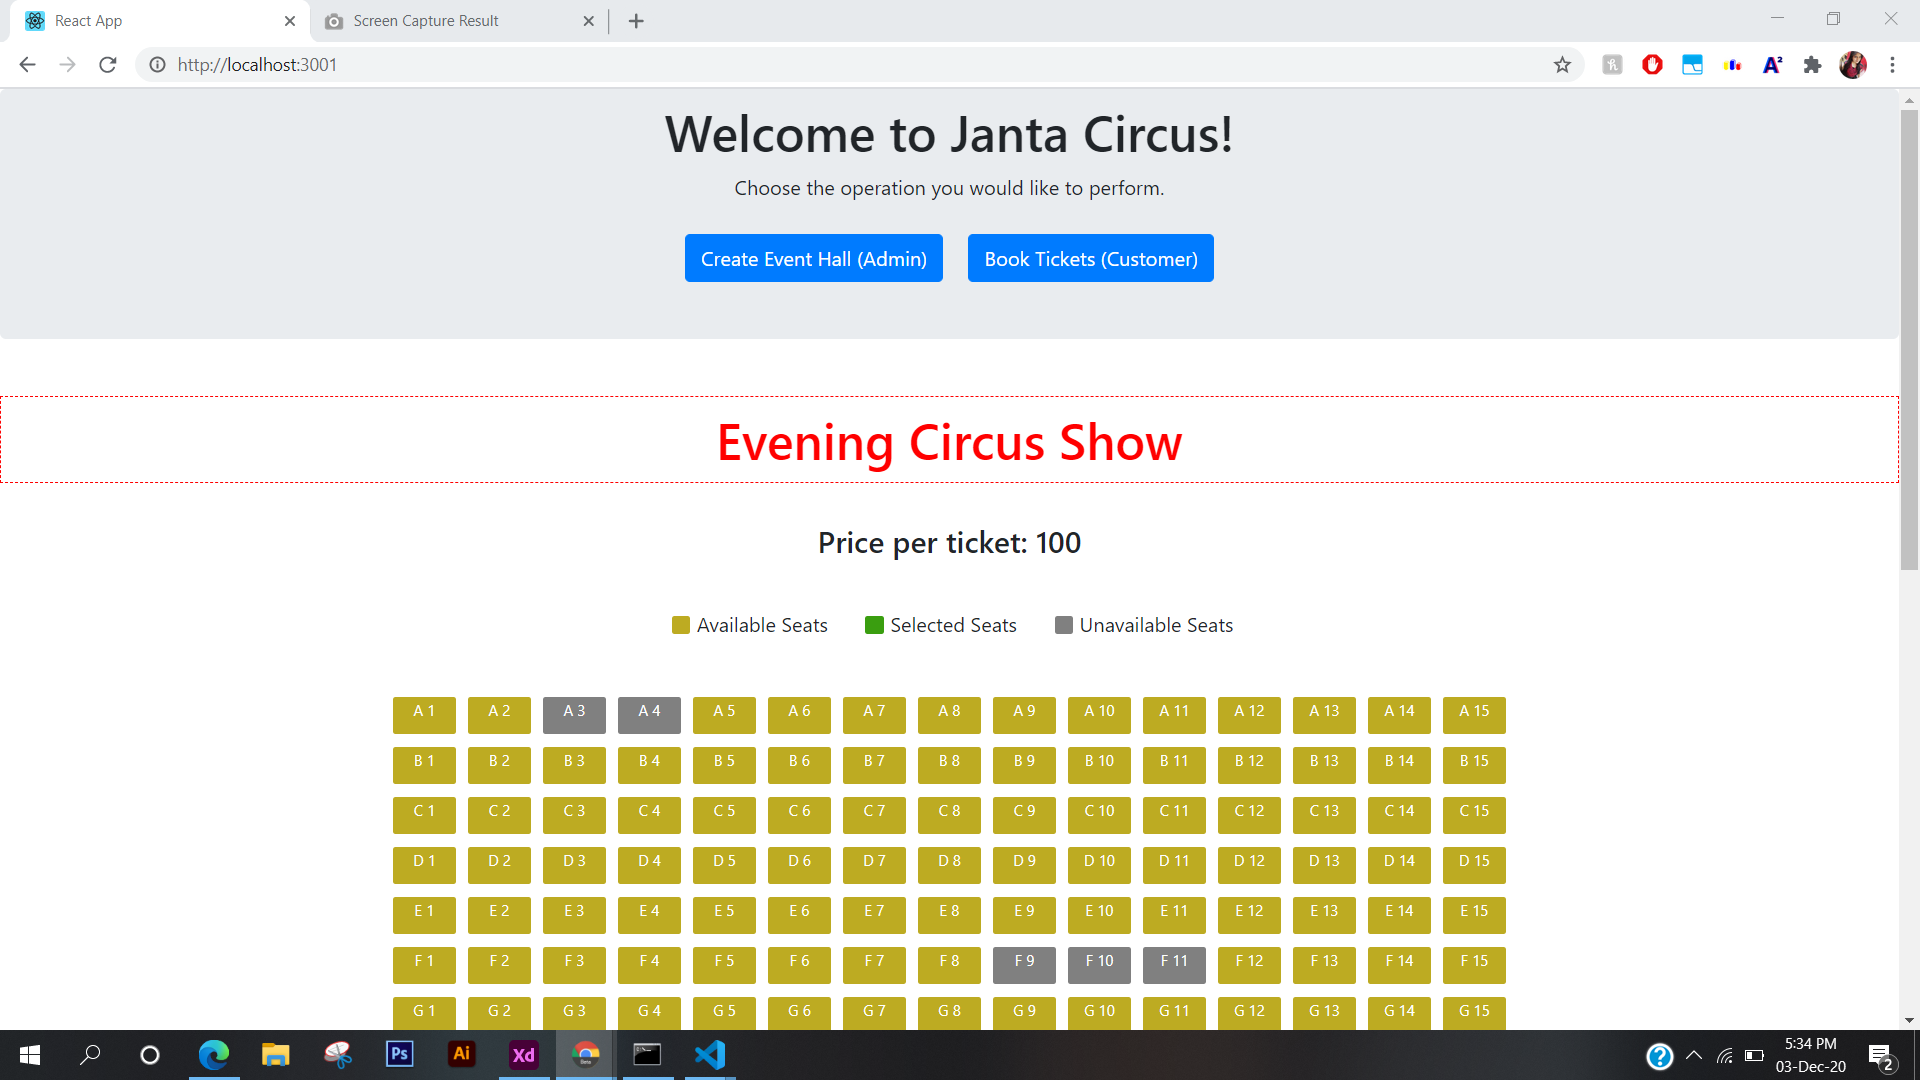 React App
Screen Capture Result
http://localhost:3001
Welcome to Janta Circus!
Choose the operation you would like to perform.
Create Event Hall (Admin) Book Tickets (Customer)
Evening Circus Show
Price per ticket: 100
Available Seats Selected Seats Unavailable Seats
A 1 A 2 A 3 A 4 A 5 A 6 A 7 A 8 A 9 A 10 A 11 A 12 A 13 A 14 A 15
B 1 B 2 B 3 B 4 B 5 B 6 B 7 B 8 B 9 B 10 B 11 B 12 B 13 B 14 B 15
C 1 C 2 C 3 C 4 C 5 C 6 C 7 C 8 C 9 C 10 C 11 C 12 C 13 C 14 C 15
D 1 D 2 D 3 D 4 D 5 D 6 D 7 D 8 D 9 D 10 D 11 D 12 D 13 D 14 D 15
E 1 E 2 E 3 E 4 E 5 E 6 E 7 E 8 E 9 E 10 E 11 E 12 E 13 E 14 E 15
F 1 F 2 F 3 F 4 F 5 F 6 F 7 F 8 F 9 F 10 F 11 F 12 F 13 F 14 F 15
G 1 G 2 G 3 G 4 G 5 G 6 G 7 G 8 G 9 G 10 G 11 G 12 G 13 G 14 G 15
Ps Ai Xd
5:34 PM
03-Dec-20
2